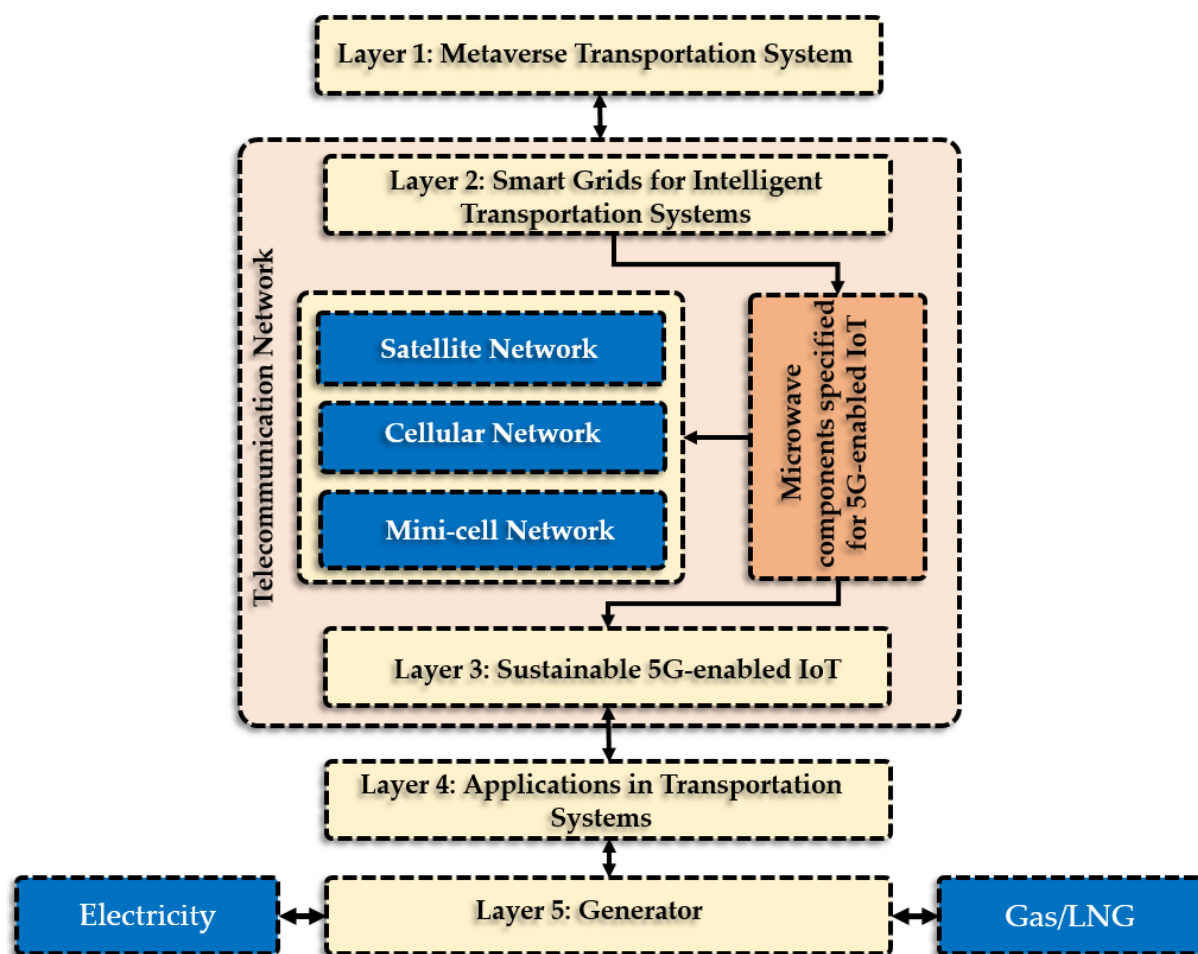 Layer 1: Metaverse Transportation System
Layer 2: Smart Grids for Intelligent
Transportation Systems
Telecommunication Network
Satellite Network
Cellular Network
Mini-cell Network
Microwave
components specified
for 5G-enabled IoT
Layer 3: Sustainable 5G-enabled IoT
Layer 4: Applications in Transportation
Systems
Electricity
Layer 5: Generator
Gas/LNG